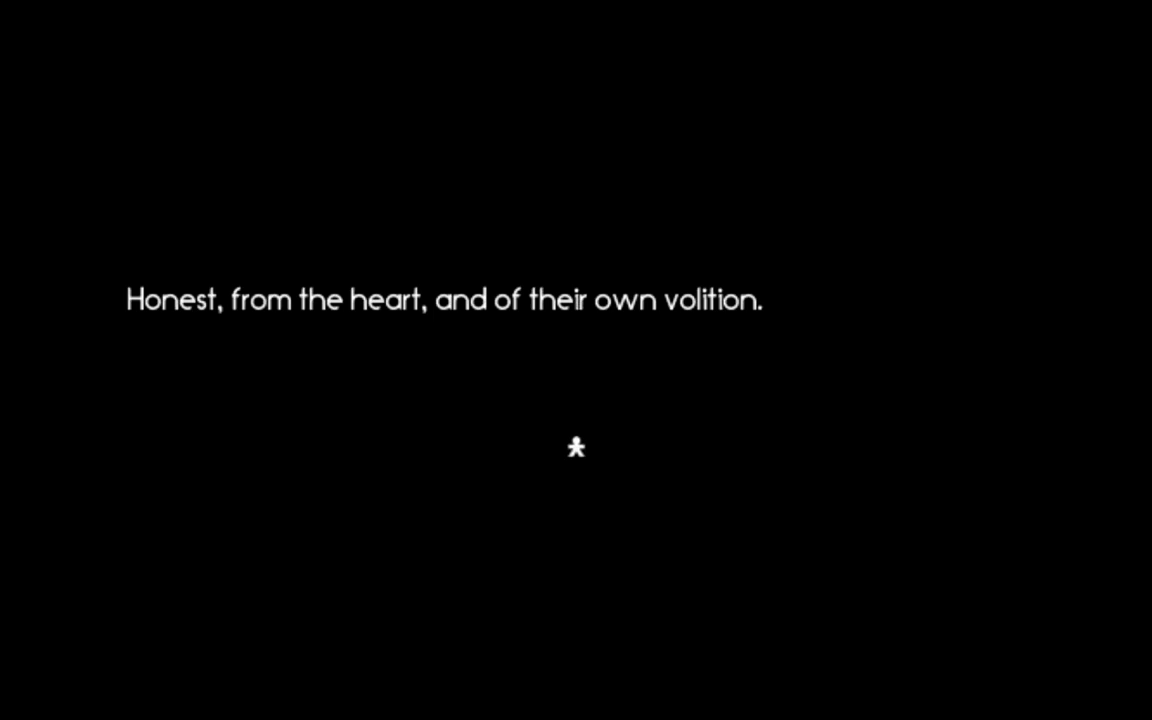 Honest, from the heart, and of their own volition.